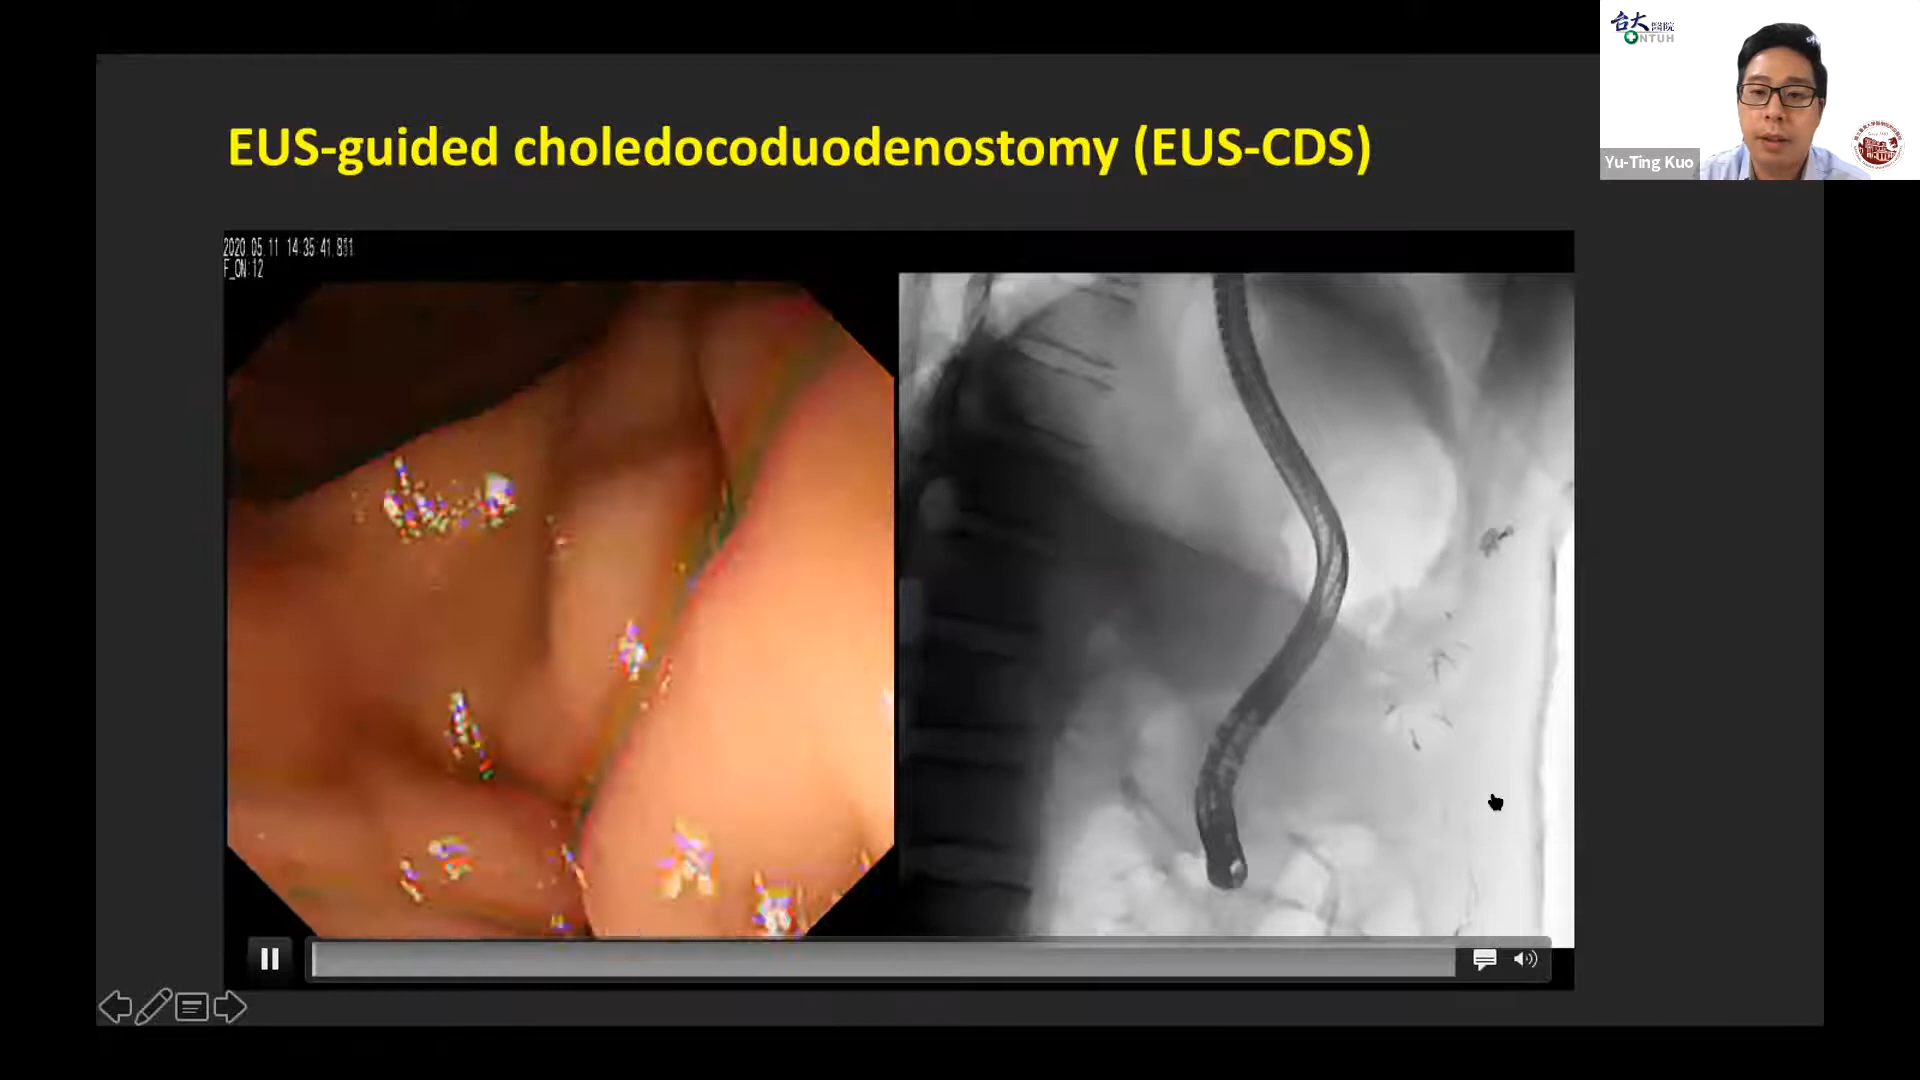 EUS-guided choledocoduodenostomy (EUS-CDS)
台大醫院
NTUH
Yu-Ting Kuo
2020.05.11 14:35:41
F_ON:12